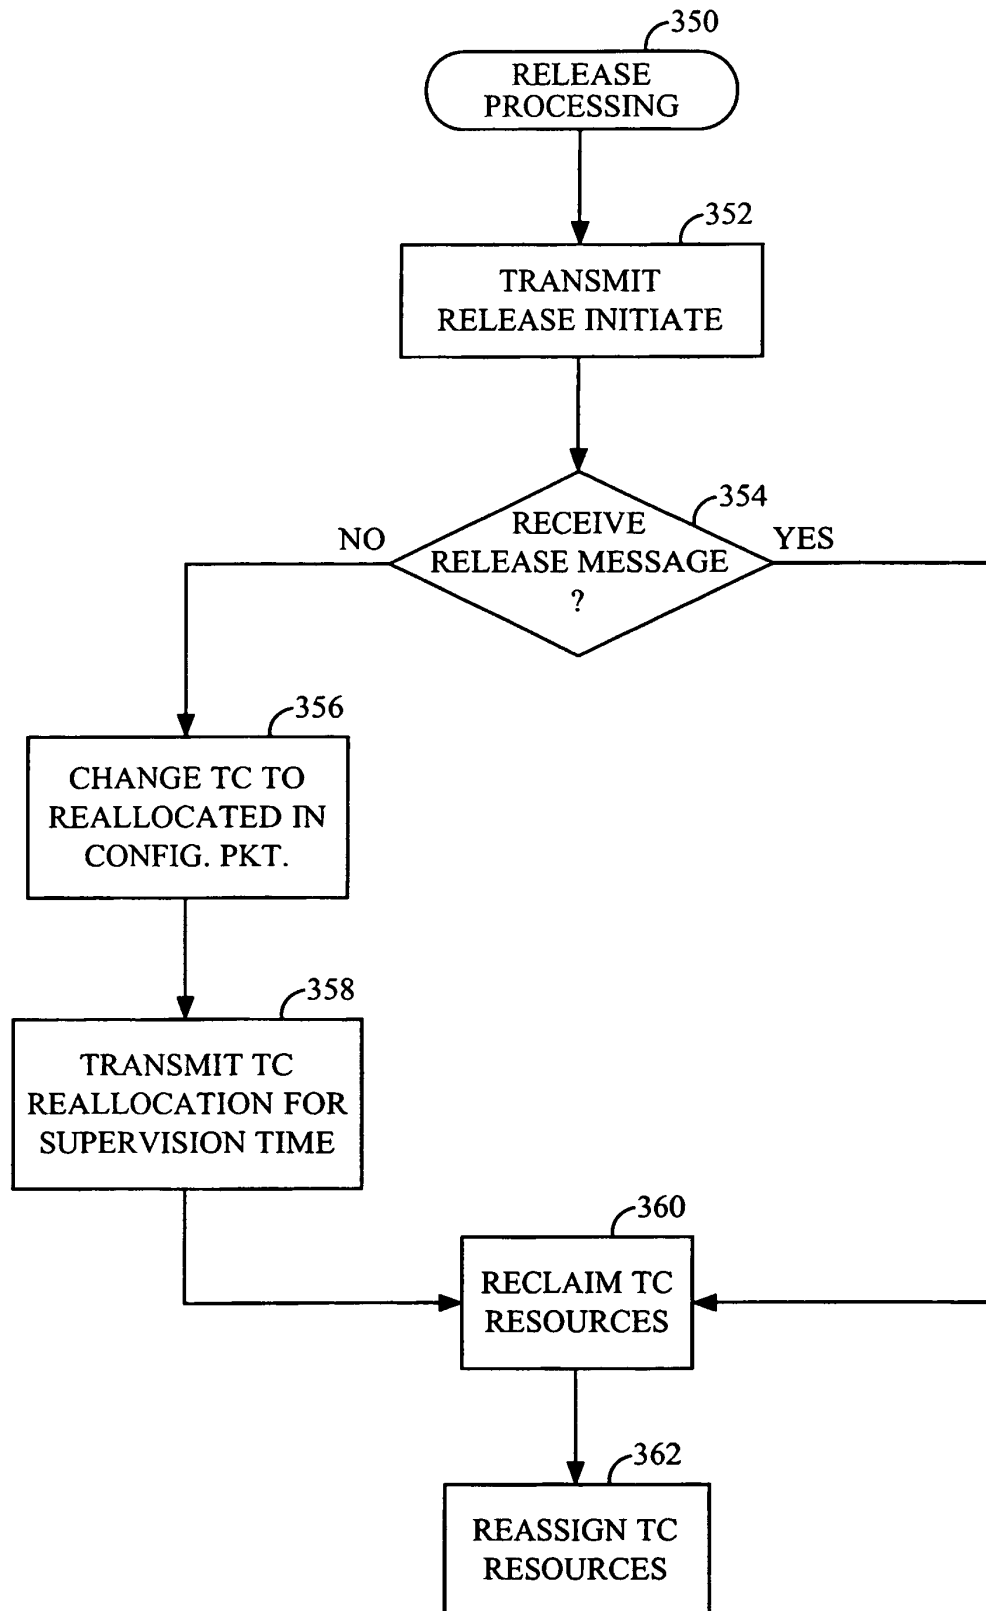 350
RELEASE
PROCESSING
352
TRANSMIT
RELEASE INITIATE
354
RECEIVE
RELEASE MESSAGE
?
NO
YES
356
CHANGE TC TO
REALLOCATED IN
CONFIG. PKT.
358
TRANSMIT TC
REALLOCATION FOR
SUPERVISION TIME
360
RECLAIM TC
RESOURCES
362
REASSIGN TC
RESOURCES